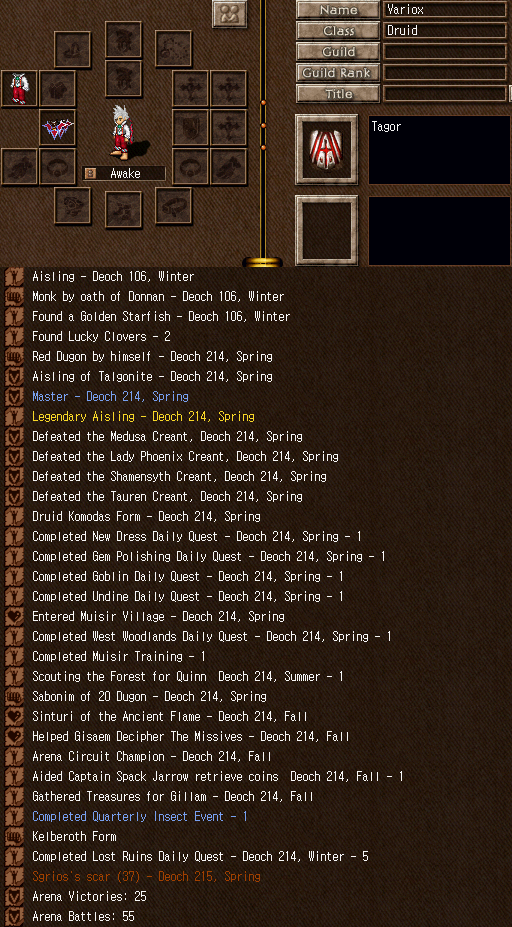 Name Variox
Class Druid
Guild
Guild Rank
Title
Tagor
Awake
Aisling - Deoch 106, Winter
Monk by oath of Donnan - Deoch 106, Winter
Found a Golden Starfish - Deoch 106, Winter
Found Lucky Clovers - 2
Red Dugon by himself - Deoch 214, Spring
Aisling of Talgonite - Deoch 214, Spring
Master - Deoch 214, Spring
Legendary Aisling - Deoch 214, Spring
Defeated the Medusa Creant, Deoch 214, Spring
Defeated the Lady Phoenix Creant, Deoch 214, Spring
Defeated the Shamensyth Creant, Deoch 214, Spring
Defeated the Tauren Creant, Deoch 214, Spring
Druid Komodas Form - Deoch 214, Spring
Completed New Dress Daily Quest - Deoch 214, Spring - 1
Completed Gem Polishing Daily Quest - Deoch 214, Spring - 1
Completed Goblin Daily Quest - Deoch 214, Spring - 1
Completed Undine Daily Quest - Deoch 214, Spring - 1
Entered Muisir Village - Deoch 214, Spring
Completed West Woodlands Daily Quest - Deoch 214, Spring - 1
Completed Muisir Training - 1
Scouting the Forest for Quinn  Deoch 214, Summer - 1
Sabonim of 20 Dugon - Deoch 214, Spring
Sinturi of the Ancient Flame - Deoch 214, Fall
Helped Gisaem Decipher The Missives - Deoch 214, Fall
Arena Circuit Champion - Deoch 214, Fall
Aided Captain Spack Jarrow retrieve coins  Deoch 214, Fall - 1
Gathered Treasures for Gillam - Deoch 214, Fall
Completed Quarterly Insect Event - 1
Kelberoth Form
Completed Lost Ruins Daily Quest - Deoch 214, Winter - 5
Sgrios's scar (37) - Deoch 215, Spring
Arena Victories: 25
Arena Battles: 55